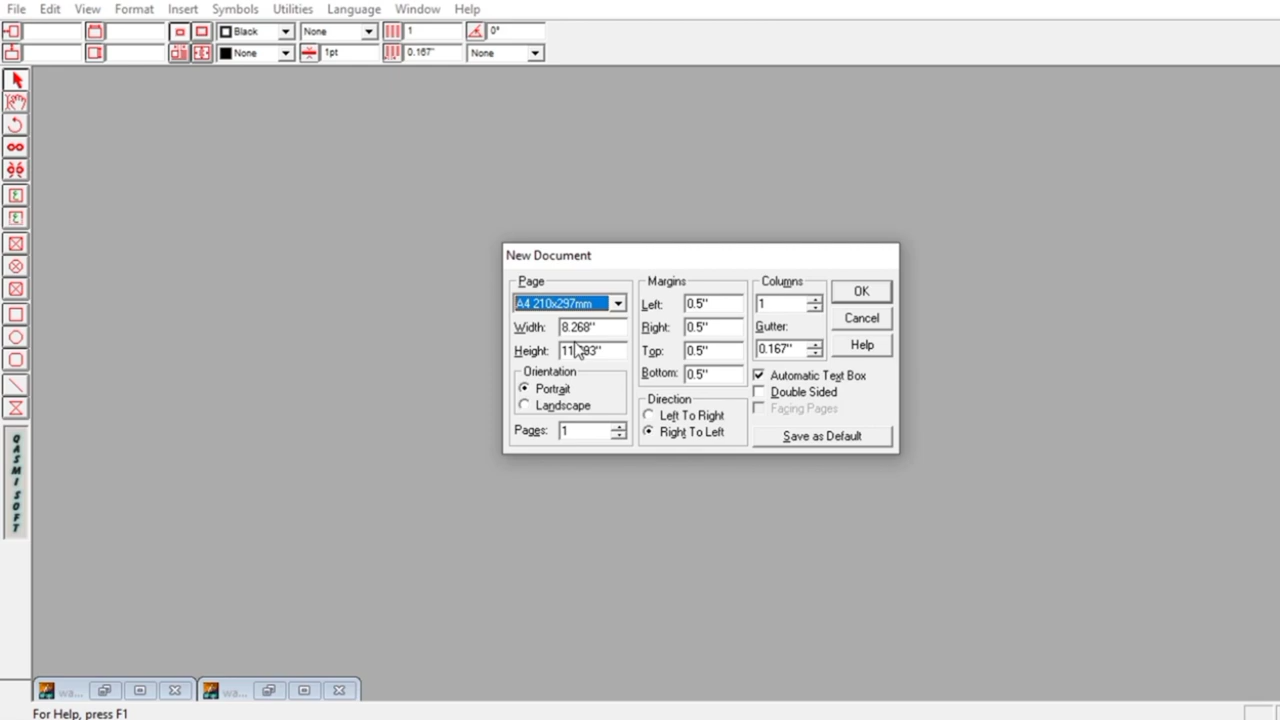 File Edit View Format Insert Symbols Utilities Language Window Help
Black None 1 0°
None 1pt 0.167" None
New Document
Page Margins Columns
A4 210x297mm Left: 0.5" 1 OK
Width: 8.268" Right: 0.5" Gutter: Cancel
Height: Top: 0.5" 0.167" Help
Orientation Bottom: 0.5" Automatic Text Box
Portrait Direction Double Sided
Landscape Left To Right Facing Pages
Pages: 1 Right To Left Save as Default
QASMI SOFT
wa... wa...
For Help, press F1